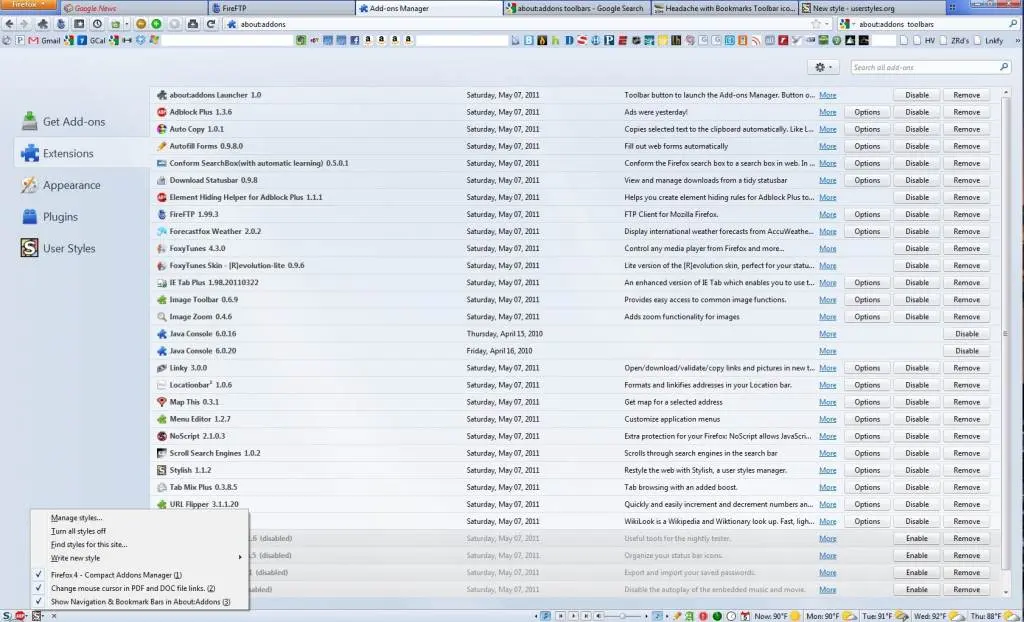 Firefox
Google News
FireFTP
Add-ons Manager
about:addons toolbars - Google Search
Headache with Bookmarks Toolbar ico...
New style - userstyles.org
about:addons
about:addons toolbars
Gmail
GCal
HV
ZRd's
Lnkfy
Search all add-ons
Get Add-ons
Extensions
Appearance
Plugins
User Styles
about:addons Launcher 1.0 Saturday, May 07, 2011 Toolbar button to launch the Add-ons Manager. Button o... More Disable Remove
Adblock Plus 1.3.6 Saturday, May 07, 2011 Ads were yesterday! More Options Disable Remove
Auto Copy 1.0.1 Saturday, May 07, 2011 Copies selected text to the clipboard automatically. Like L... More Options Disable Remove
Autofill Forms 0.9.8.0 Saturday, May 07, 2011 Fill out web forms automatically More Options Disable Remove
Conform SearchBox(with automatic learning) 0.5.0.1 Saturday, May 07, 2011 Conform the Firefox search box to a search box in web. In ... More Options Disable Remove
Download Statusbar 0.9.8 Saturday, May 07, 2011 View and manage downloads from a tidy statusbar More Options Disable Remove
Element Hiding Helper for Adblock Plus 1.1.1 Saturday, May 07, 2011 Helps you create element hiding rules for Adblock Plus to... More Disable Remove
FireFTP 1.99.3 Saturday, May 07, 2011 FTP Client for Mozilla Firefox. More Options Disable Remove
Forecastfox Weather 2.0.2 Saturday, May 07, 2011 Display international weather forecasts from AccuWeathe... More Options Disable Remove
FoxyTunes 4.3.0 Saturday, May 07, 2011 Control any media player from Firefox and more... More Disable Remove
FoxyTunes Skin - [R]evolution-lite 0.9.6 Saturday, May 07, 2011 Lite version of the [R]evolution skin, perfect for your statu... More Disable Remove
IE Tab Plus 1.98.20110322 Saturday, May 07, 2011 An enhanced version of IE Tab which enables you to use t... More Options Disable Remove
Image Toolbar 0.6.9 Saturday, May 07, 2011 Provides easy access to common image functions. More Options Disable Remove
Image Zoom 0.4.6 Saturday, May 07, 2011 Adds zoom functionality for images More Options Disable Remove
Java Console 6.0.16 Thursday, April 15, 2010 More Disable
Java Console 6.0.20 Friday, April 16, 2010 More Disable
Linky 3.0.0 Saturday, May 07, 2011 Open/download/validate/copy links and pictures in new t... More Options Disable Remove
Locationbar² 1.0.6 Saturday, May 07, 2011 Formats and linkifies addresses in your Location bar. More Options Disable Remove
Map This 0.3.1 Saturday, May 07, 2011 Get map for a selected address More Options Disable Remove
Menu Editor 1.2.7 Saturday, May 07, 2011 Customize application menus More Options Disable Remove
NoScript 2.1.0.3 Saturday, May 07, 2011 Extra protection for your Firefox: NoScript allows JavaScri... More Options Disable Remove
Scroll Search Engines 1.0.2 Saturday, May 07, 2011 Scrolls through search engines in the search bar More Options Disable Remove
Stylish 1.1.2 Saturday, May 07, 2011 Restyle the web with Stylish, a user styles manager. More Options Disable Remove
Tab Mix Plus 0.3.8.5 Saturday, May 07, 2011 Tab browsing with an added boost. More Options Disable Remove
URL Flipper 3.1.1.20 Saturday, May 07, 2011 Quickly and easily increment and decrement numbers an... More Options Disable Remove
Saturday, May 07, 2011 WikiLook is a Wikipedia and Wiktionary look up. Fast, ligh... More Options Disable Remove
.6 (disabled) Saturday, May 07, 2011 Useful tools for the nightly tester. More Enable Remove
.5 (disabled) Saturday, May 07, 2011 Organize your status bar icons. More Enable Remove
1 (disabled) Saturday, May 07, 2011 Export and import your saved passwords. More Enable Remove
abled) Saturday, May 07, 2011 Disable the autoplay of the embedded music and movie. More Enable Remove
Manage styles...
Turn all styles off
Find styles for this site...
Write new style
Firefox 4 - Compact Addons Manager (1)
Change mouse cursor in PDF and DOC file links. (2)
Show Navigation & Bookmark Bars in About:Addons (3)
Now: 90°F Mon: 90°F Tue: 91°F Wed: 92°F Thu: 88°F